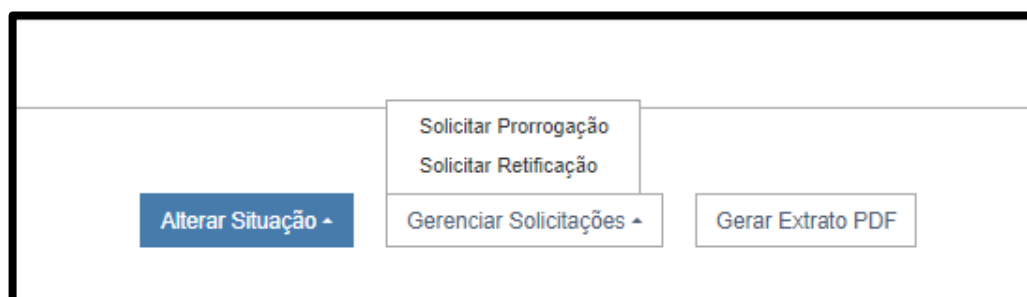 Solicitar Prorrogação
Solicitar Retificação
Alterar Situação
Gerenciar Solicitações
Gerar Extrato PDF